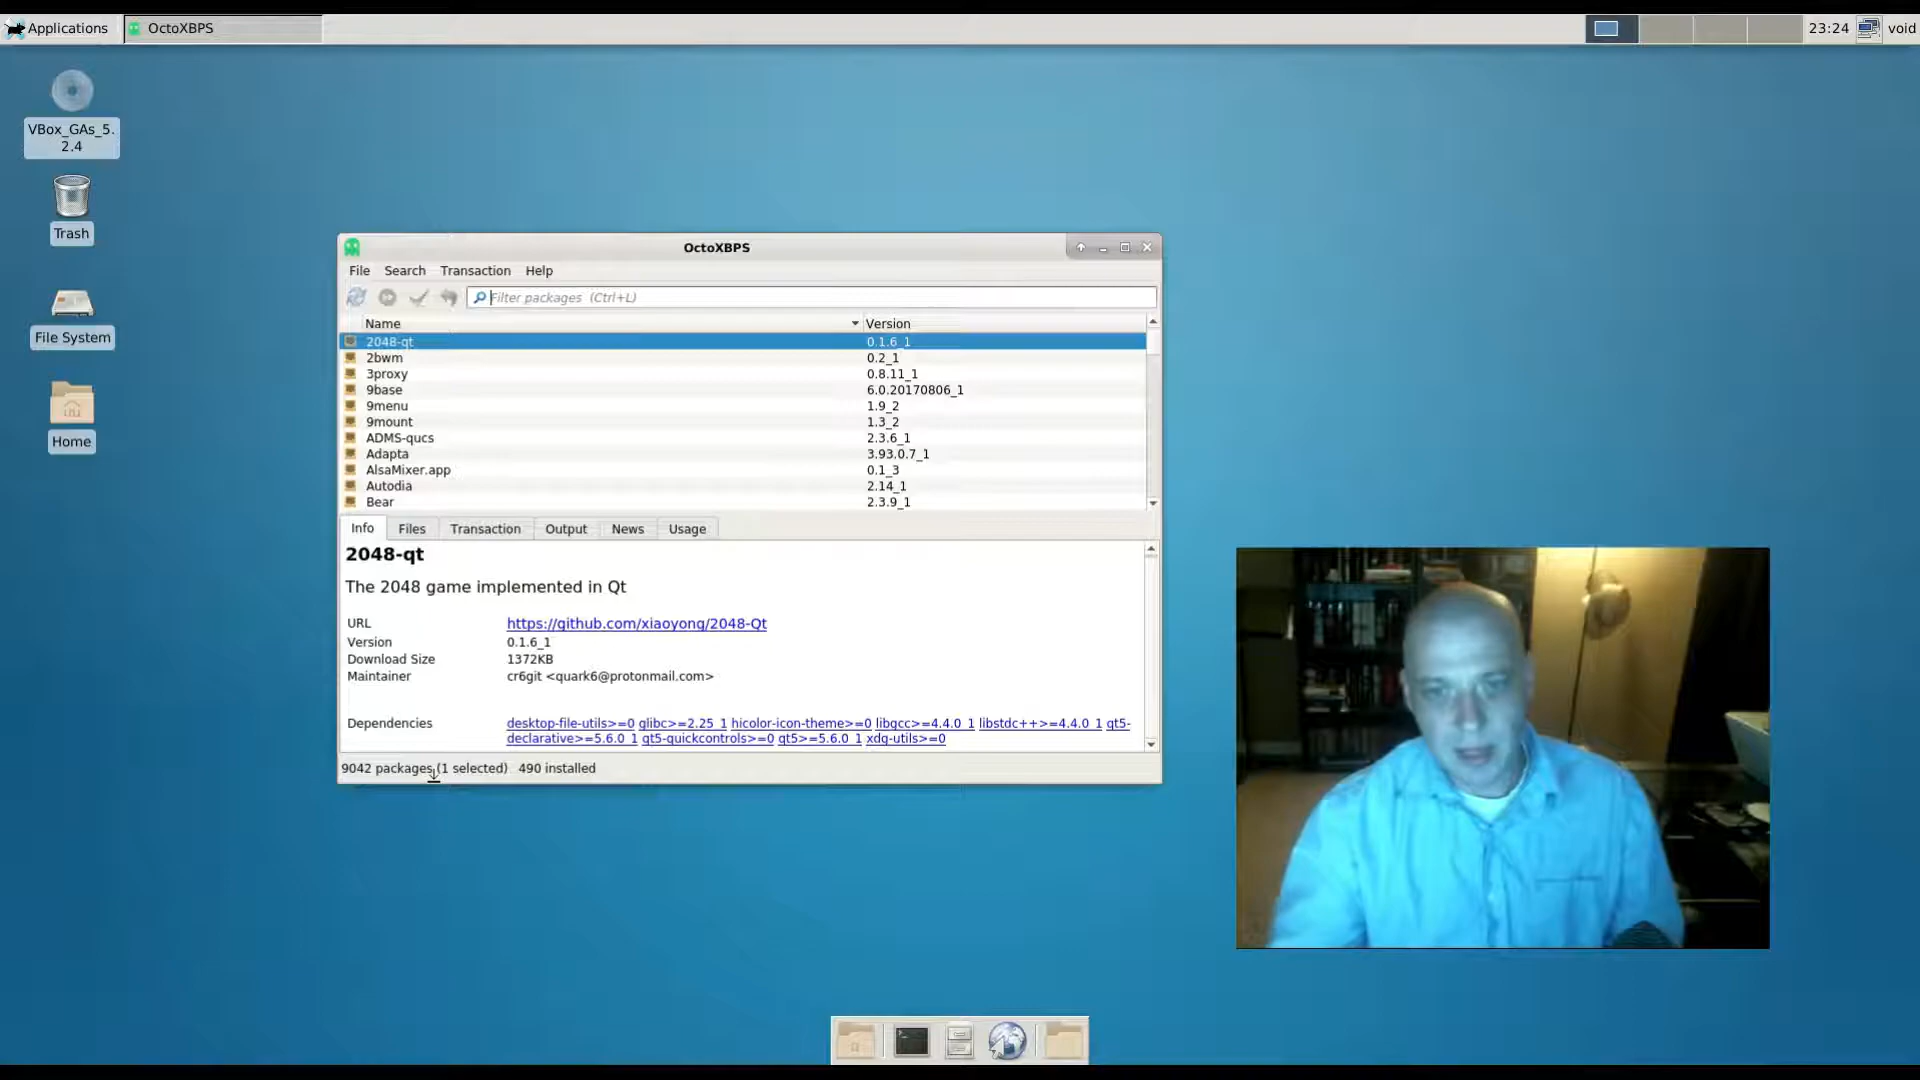 Applications
OctoXBPS
23:24
void
VBox_GAs_5.
2.4
Trash
File System
Home
OctoXBPS
File Search Transaction Help
Filter packages (Ctrl+L)
Name Version
2048-qt 0.1.6_1
2bwm 0.2_1
3proxy 0.8.11_1
9base 6.0.20170806_1
9menu 1.9_2
9mount 1.3_2
ADMS-qucs 2.3.6_1
Adapta 3.93.0.7_1
AlsaMixer.app 0.1_3
Autodia 2.14_1
Bear 2.3.9_1
Info Files Transaction Output News Usage
2048-qt
The 2048 game implemented in Qt
URL https://github.com/xiaoyong/2048-Qt
Version 0.1.6_1
Download Size 1372KB
Maintainer cr6git <quark6@protonmail.com>
Dependencies desktop-file-utils>=0 glibc>=2.25_1 hicolor-icon-theme>=0 libgcc>=4.4.0_1 libstdc++>=4.4.0_1 qt5-
declarative>=5.6.0_1 qt5-quickcontrols>=0 qt5>=5.6.0_1 xdg-utils>=0
9042 packages (1 selected) 490 installed